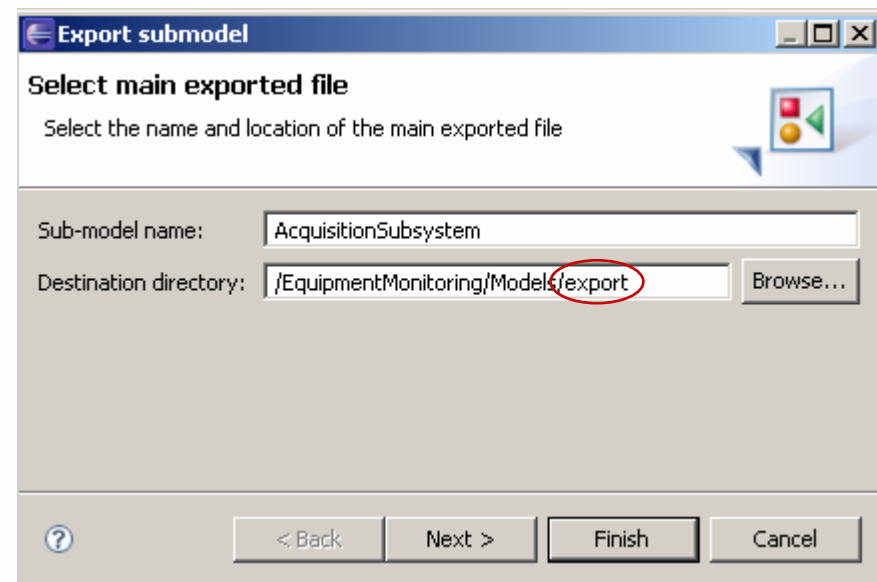 Export submodel
Select main exported file
Select the name and location of the main exported file
Sub-model name: AcquisitionSubsystem
Destination directory: /EquipmentMonitoring/Models/export Browse...
? < Back Next > Finish Cancel